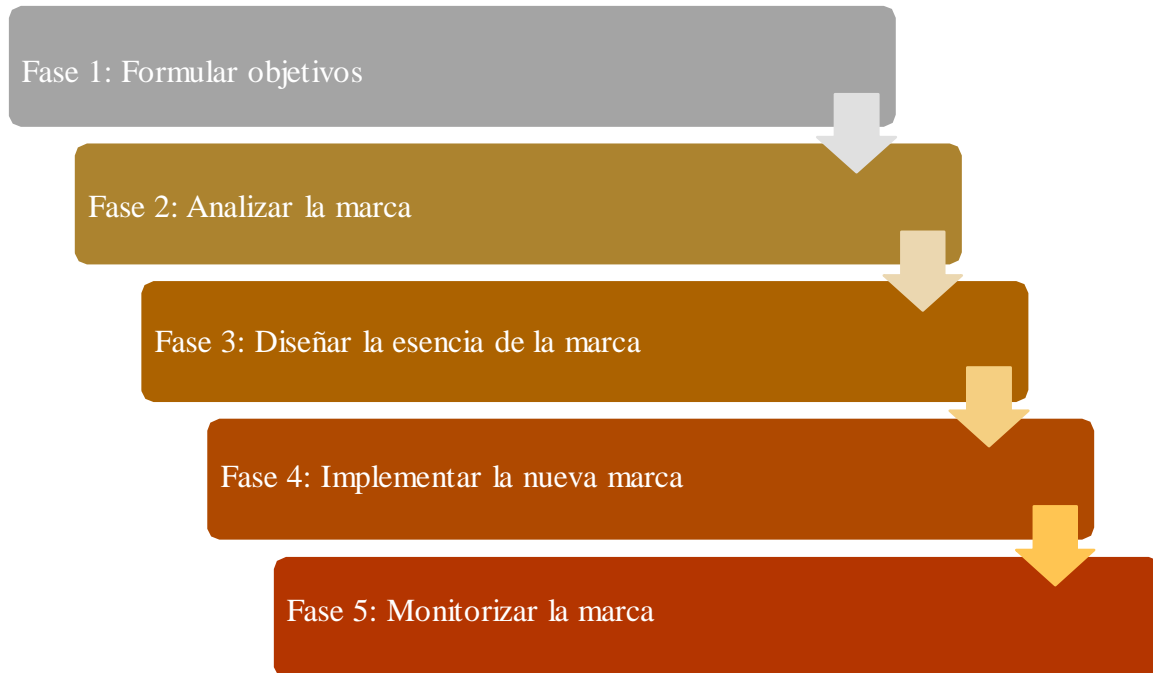 Fase 1: Formular objetivos
Fase 2: Analizar la marca
Fase 3: Diseñar la esencia de la marca
Fase 4: Implementar la nueva marca
Fase 5: Monitorizar la marca